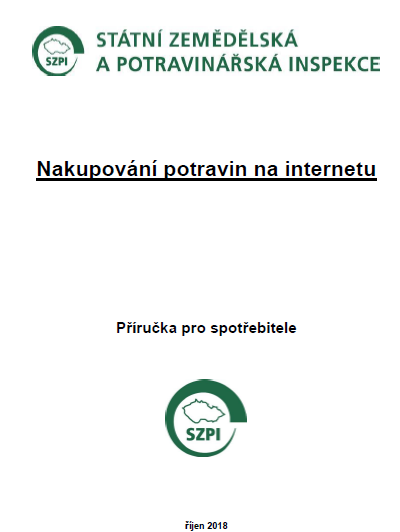 SZPI
STÁTNÍ ZEMĚDĚLSKÁ
A POTRAVINÁŘSKÁ INSPEKCE
Nakupování potravin na internetu
Příručka pro spotřebitele
SZPI
říjen 2018